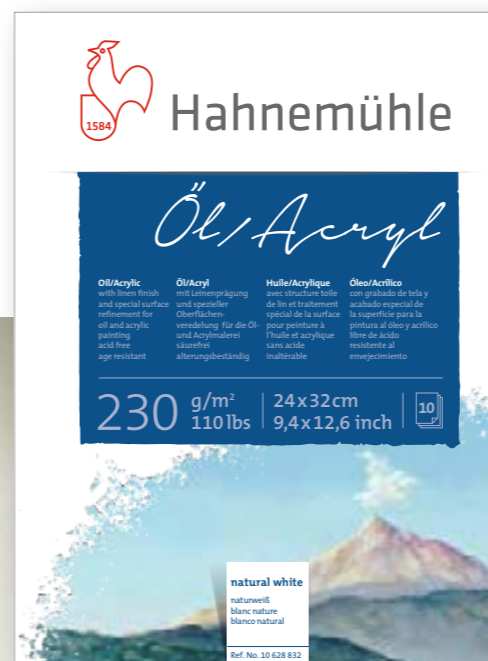 1584
Hahnemühle
Öl/Acryl
Oil/Acrylic
with linen finish
and special surface
refinement for
oil and acrylic
painting
acid free
age resistant
Öl/Acryl
mit Leinenprägung
und spezieller
Oberflächen-
veredelung für die Öl-
und Acrylmalerei
säurefrei
alterungsbeständig
Huile/Acrylique
avec structure toile
de lin et traitement
spécial de la surface
pour peinture à
l'huile et acrylique
sans acide
inaltérable
Óleo/Acrílico
con grabado de tela y
acabado especial de
la superficie para la
pintura al óleo y acrílico
libre de ácido
resistente al
envejecimiento
230 g/m²
110 lbs
24 x 32 cm
9,4 x 12,6 inch
10
natural white
naturweiß
blanc nature
blanco natural
Ref. No. 10 628 832